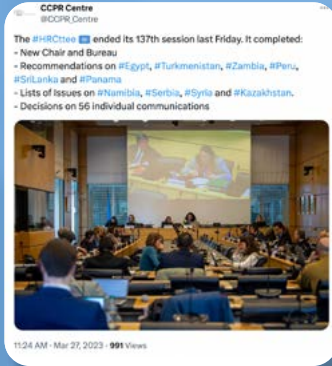 CCPR Centre
@CCPR_Centre
The #HRCttee 🇺🇳 ended its 137th session last Friday. It completed:
- New Chair and Bureau
- Recommendations on #Egypt, #Turkmenistan, #Zambia, #Peru,
#SriLanka and #Panama
- Lists of Issues on #Namibia, #Serbia, #Syria and #Kazakhstan.
- Decisions on 56 individual communications
11:24 AM · Mar 27, 2023 · 991 Views